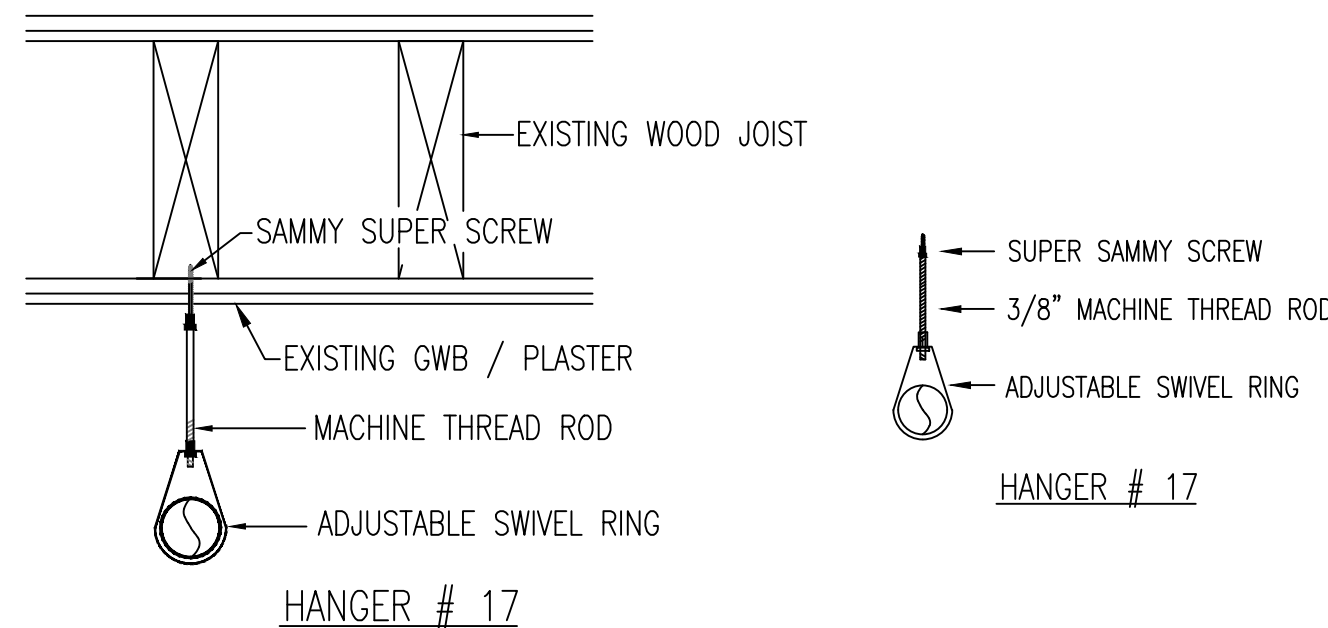 EXISTING WOOD JOIST
SAMMY SUPER SCREW
EXISTING GWB / PLASTER
MACHINE THREAD ROD
ADJUSTABLE SWIVEL RING
HANGER # 17
SUPER SAMMY SCREW
3/8" MACHINE THREAD ROD
ADJUSTABLE SWIVEL RING
HANGER # 17